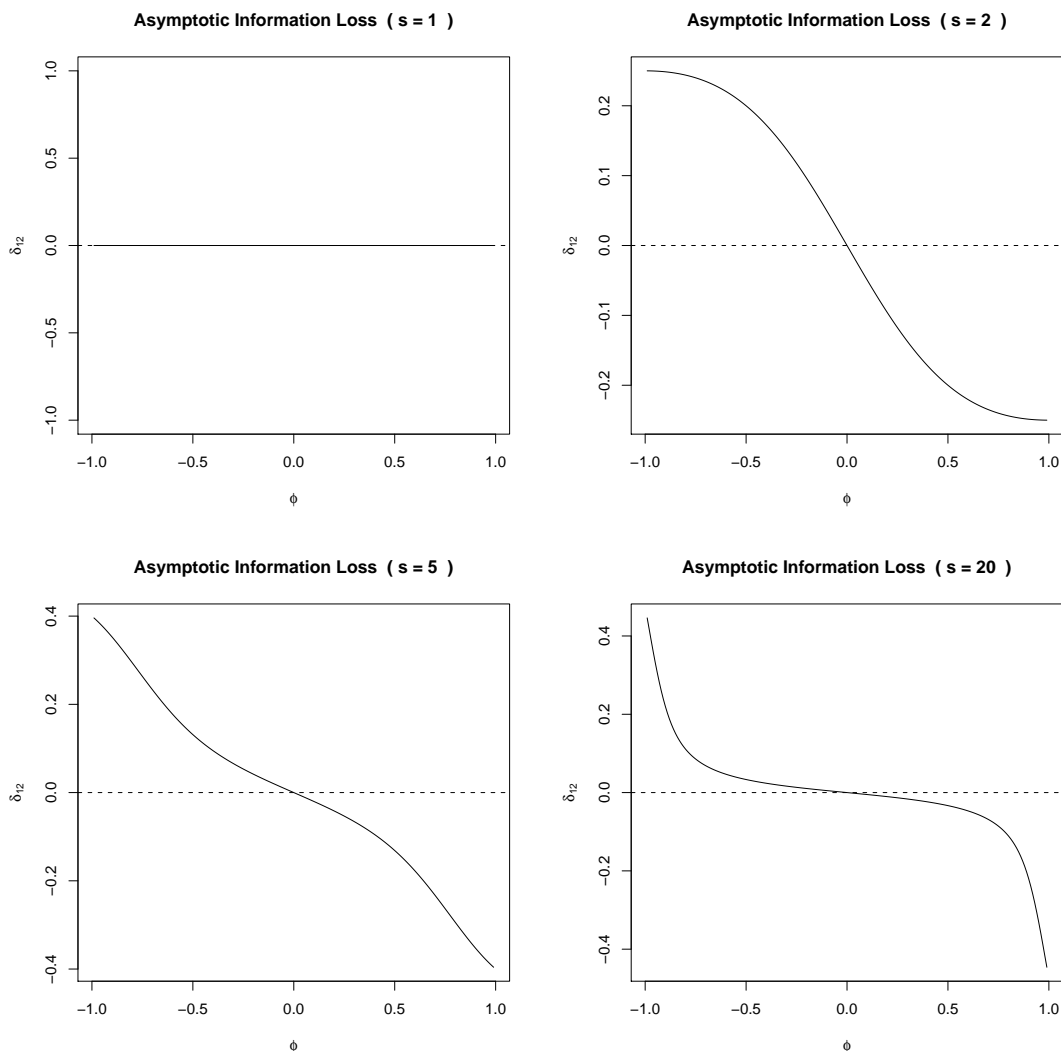 Asymptotic Information Loss ( s = 1 )
δ12
1.0
0.5
0.0
−0.5
−1.0
−1.0 −0.5 0.0 0.5 1.0
ϕ
Asymptotic Information Loss ( s = 2 )
δ12
0.2
0.1
0.0
−0.1
−0.2
−1.0 −0.5 0.0 0.5 1.0
ϕ
Asymptotic Information Loss ( s = 5 )
δ12
0.4
0.2
0.0
−0.2
−0.4
−1.0 −0.5 0.0 0.5 1.0
ϕ
Asymptotic Information Loss ( s = 20 )
δ12
0.4
0.2
0.0
−0.2
−0.4
−1.0 −0.5 0.0 0.5 1.0
ϕ